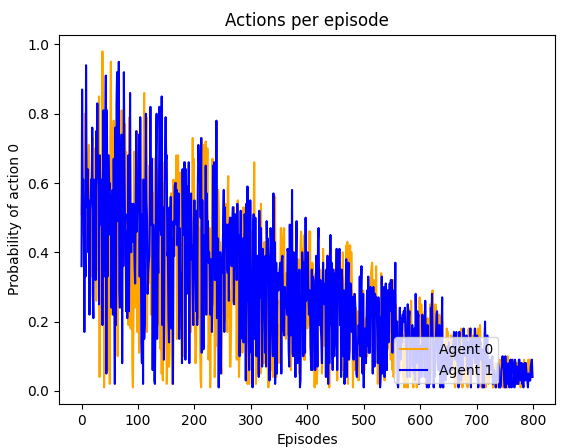 Actions per episode
1.0
0.8
0.6
0.4
0.2
0.0
Probability of action 0
Agent 0
Agent 1
0 100 200 300 400 500 600 700 800
Episodes